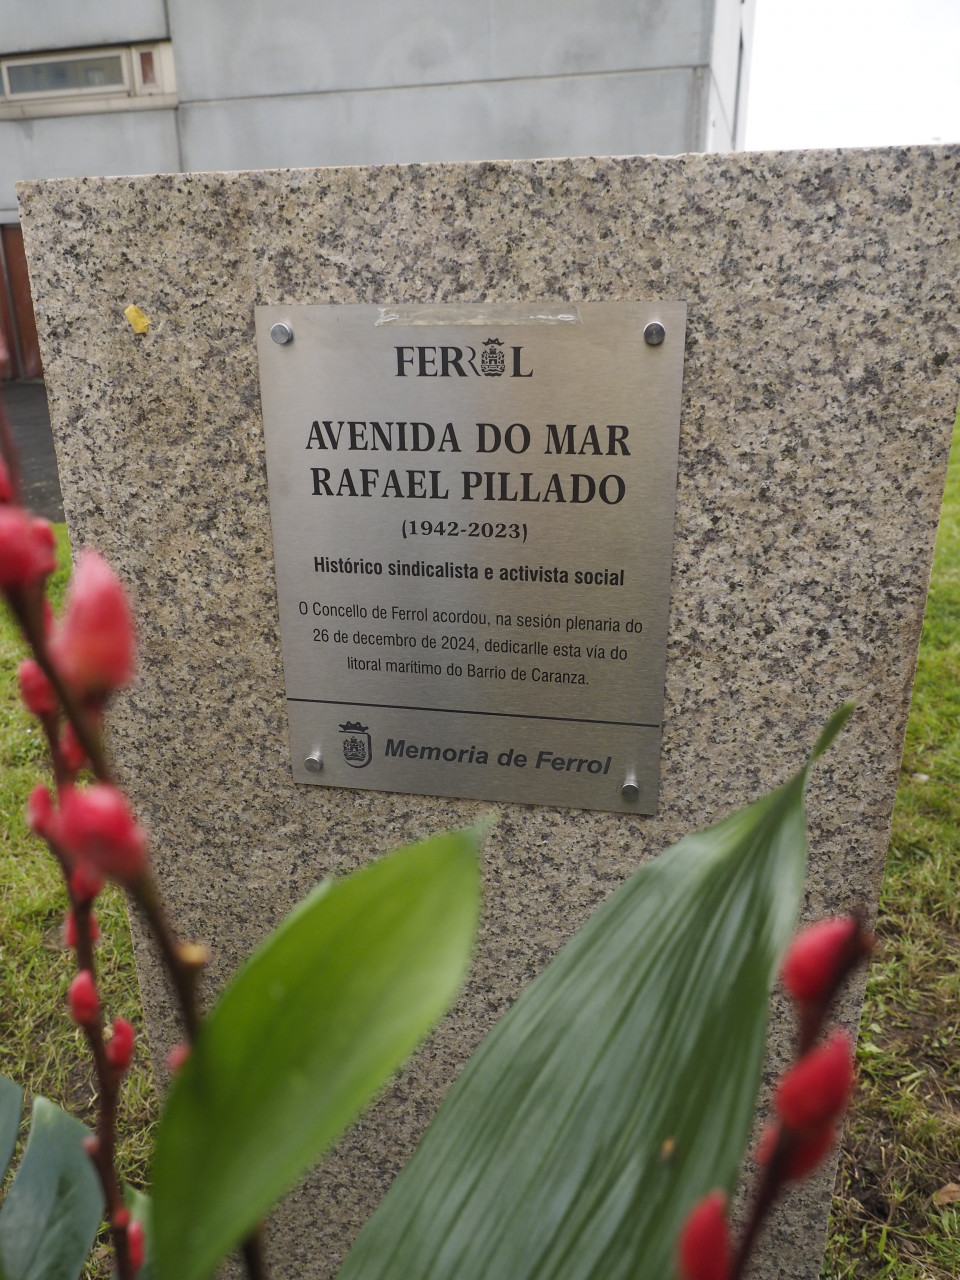 FERROL
AVENIDA DO MAR
RAFAEL PILLADO
(1942-2023)
Histórico sindicalista e activista social
O Concello de Ferrol acordou, na sesión plenaria do
26 de decembro de 2024, dedicarlle esta vía do
litoral marítimo do Barrio de Caranza.
Memoria de Ferrol